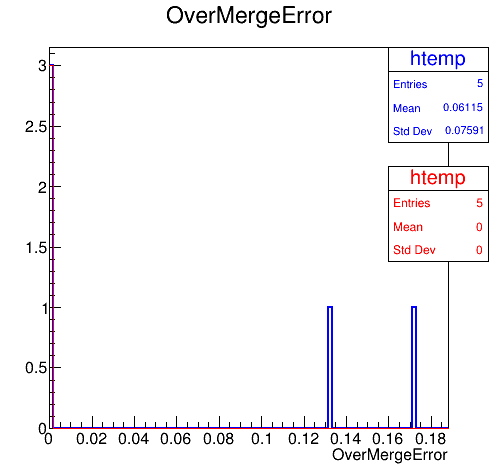 OverMergeError
htemp
Entries 5
Mean 0.06115
Std Dev 0.07591
htemp
Entries 5
Mean 0
Std Dev 0
3
2.5
2
1.5
1
0.5
0
0 0.02 0.04 0.06 0.08 0.1 0.12 0.14 0.16 0.18
OverMergeError